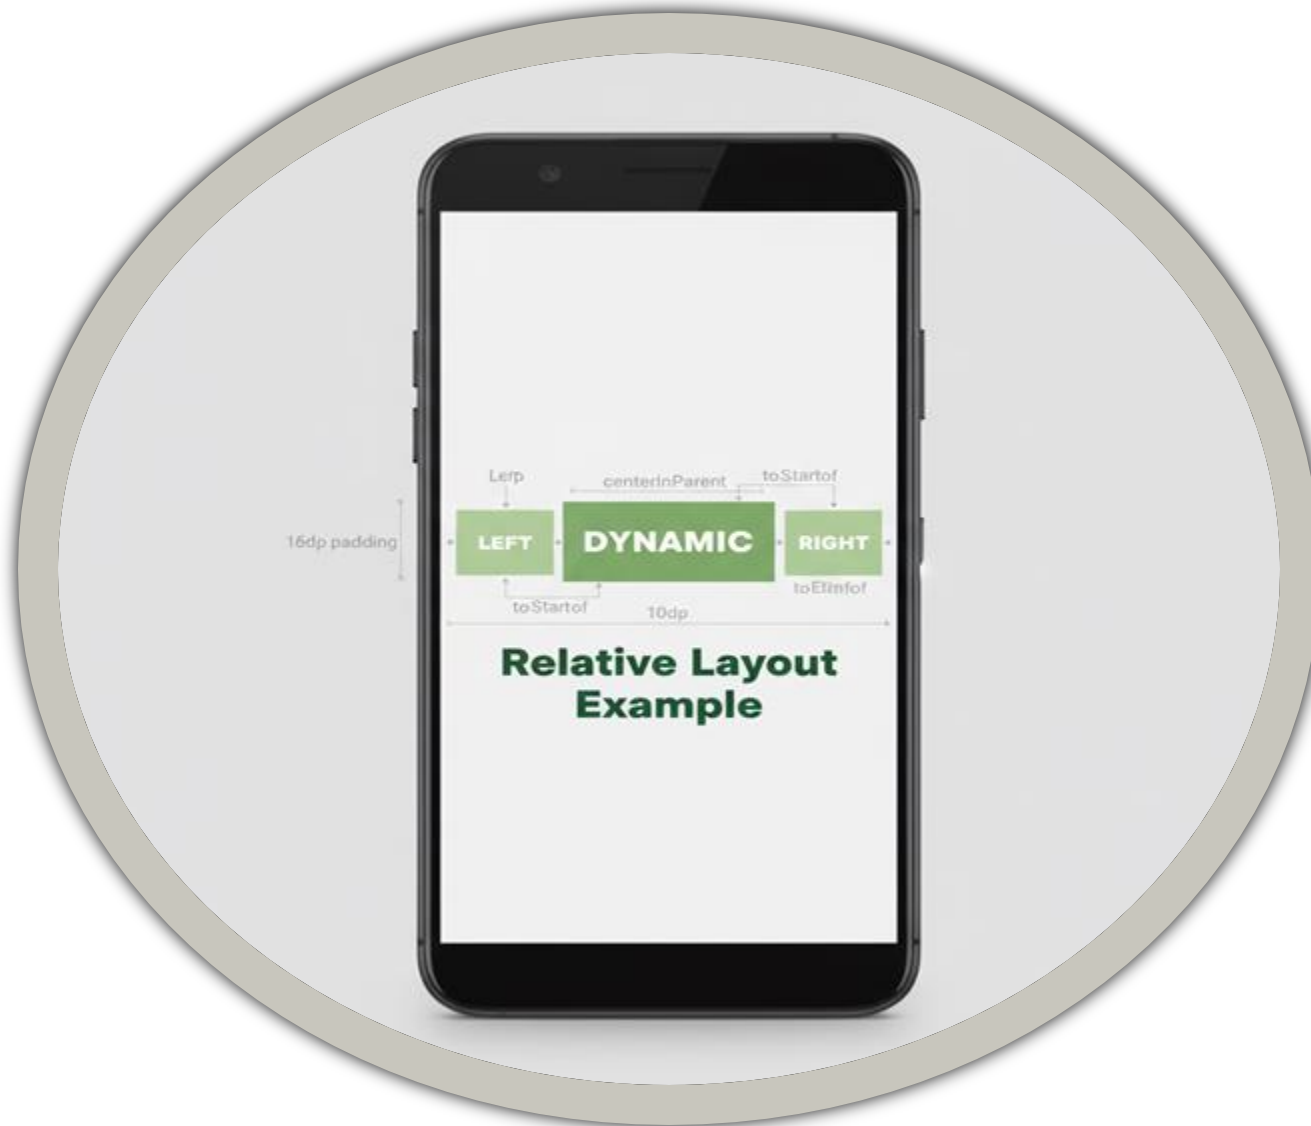 Lerp
centerInParent
toStartof
16dp padding
LEFT
DYNAMIC
RIGHT
toStartof
10dp
Relative Layout
Example